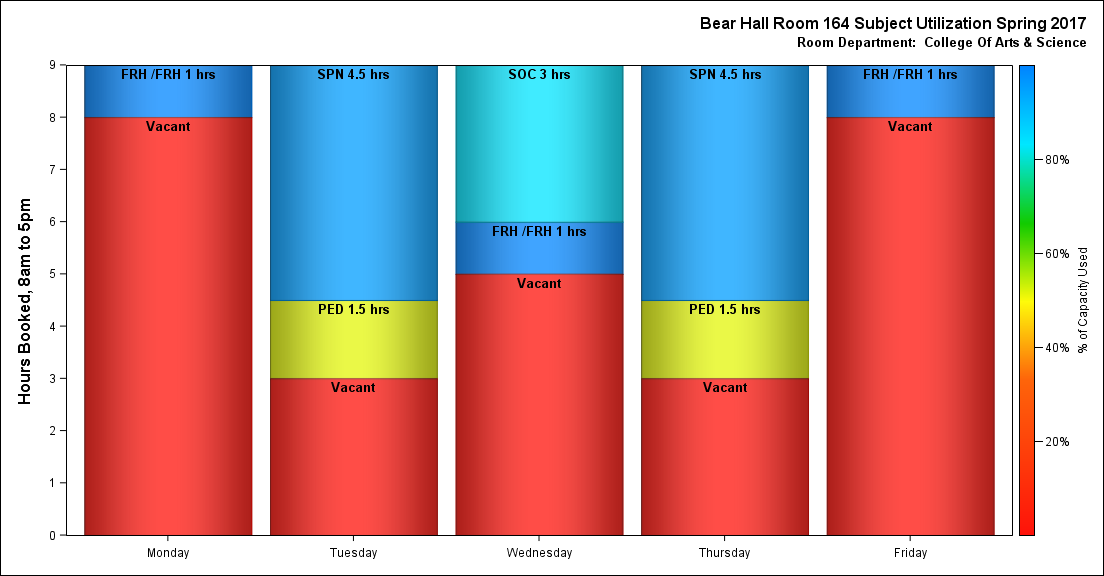 Bear Hall Room 164 Subject Utilization Spring 2017
Room Department:  College Of Arts & Science
Hours Booked, 8am to 5pm
9
8
7
6
5
4
3
2
1
0
FRH /FRH 1 hrs
Vacant
SPN 4.5 hrs
PED 1.5 hrs
Vacant
SOC 3 hrs
FRH /FRH 1 hrs
Vacant
SPN 4.5 hrs
PED 1.5 hrs
Vacant
FRH /FRH 1 hrs
Vacant
Monday
Tuesday
Wednesday
Thursday
Friday
80%
60%
40%
20%
% of Capacity Used